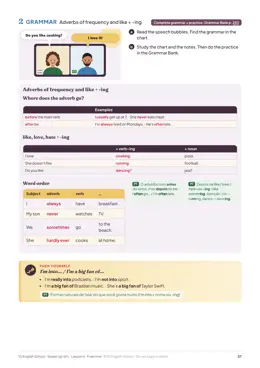 2 GRAMMAR Adverbs of frequency and like + -ing
Complete grammar + practice: Grammar Bank p.
Do you like cooking?
I love it!
a Read the speech bubbles. Find the grammar in the chart.
b Study the chart and the notes. Then do the practice in the Grammar Bank.
Adverbs of frequency and like + -ing
Where does the adverb go?
Examples
before the main verb
I usually get up at 7. She never eats meat.
after be
I'm always tired on Mondays. He's often late.
like, love, hate + -ing
+ verb-ing
+ noun
I love
cooking.
pizza.
She doesn't like
running.
football.
Do you like
dancing?
jazz?
Word order
Subject
adverb
verb
...
I
always
have
breakfast.
My son
never
watches
TV.
We
sometimes
go
to the beach.
She
hardly ever
cooks
at home.
I'm into… / I'm a big fan of…
I'm really into podcasts. I'm not into sport.
I'm a big fan of Brazilian music. She's a big fan of Taylor Swift.